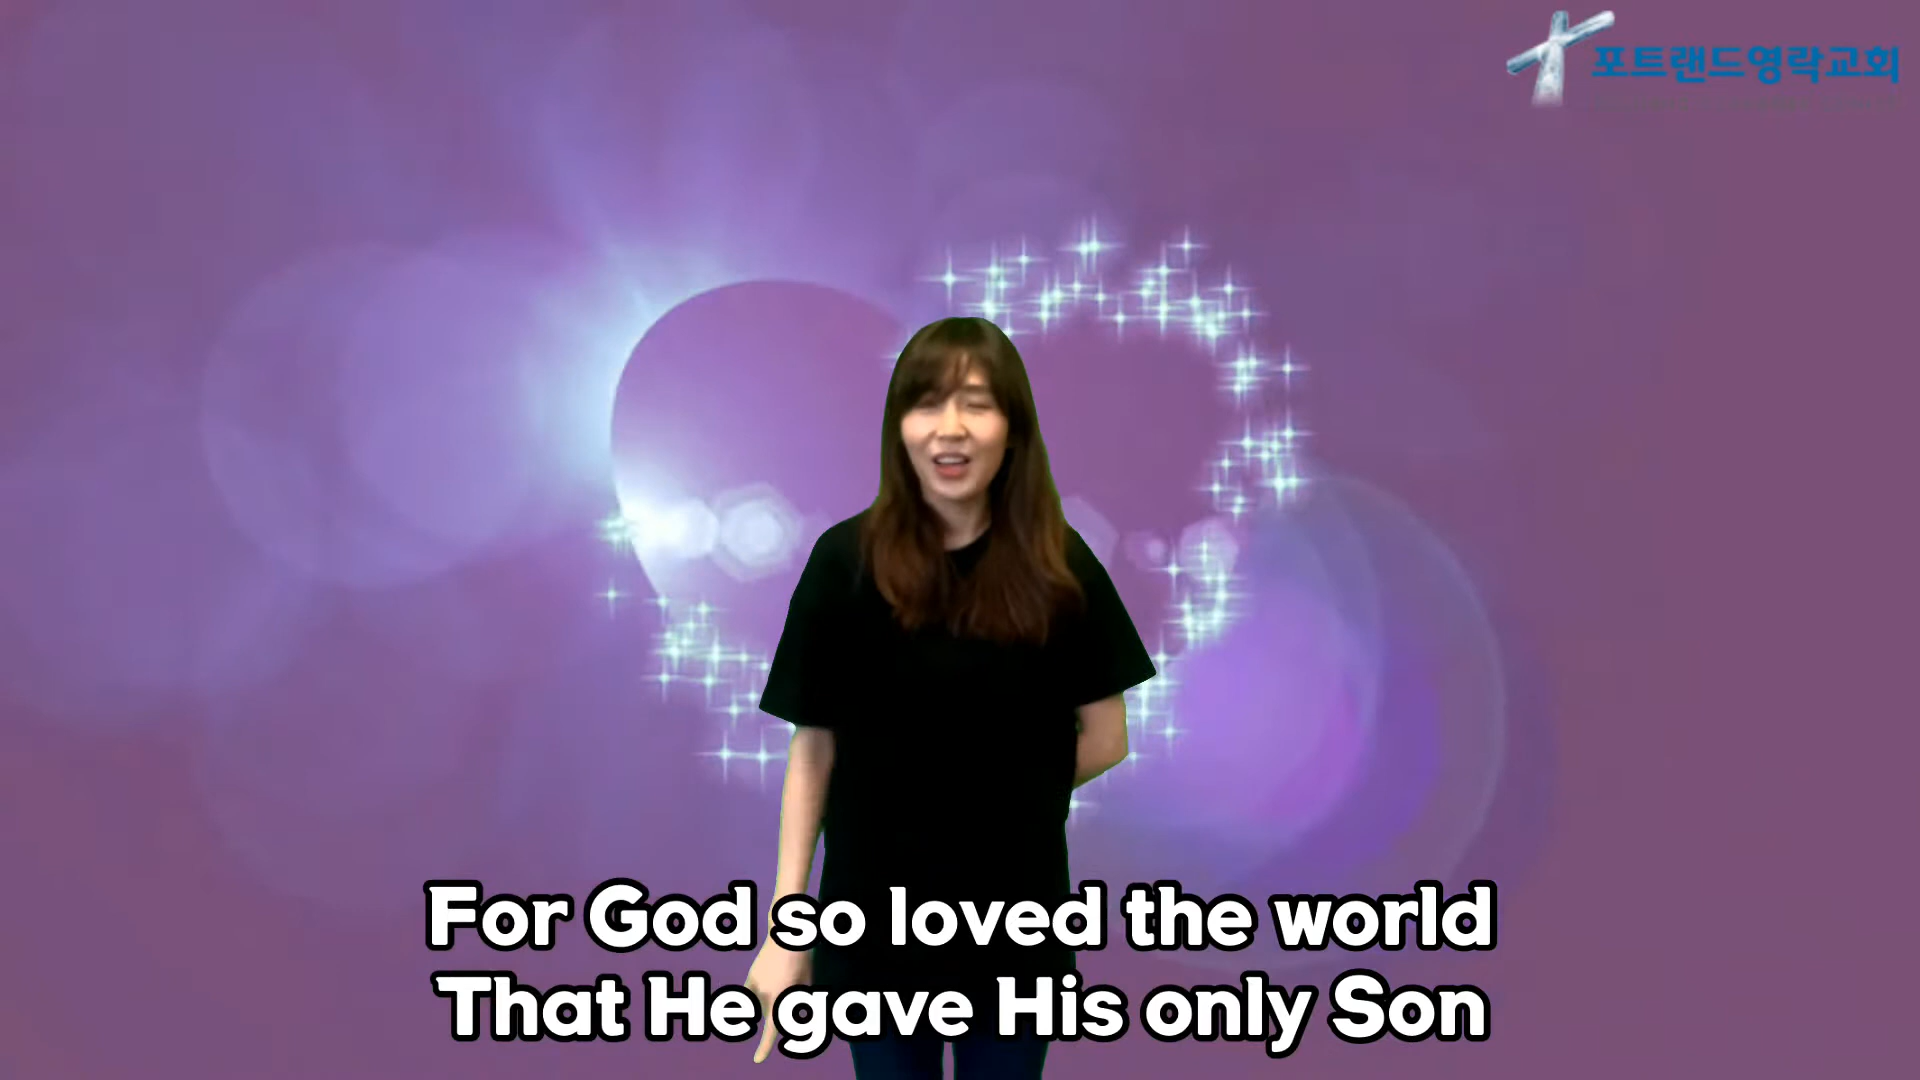 포트랜드영락교회
For God so loved the world
That He gave His only Son